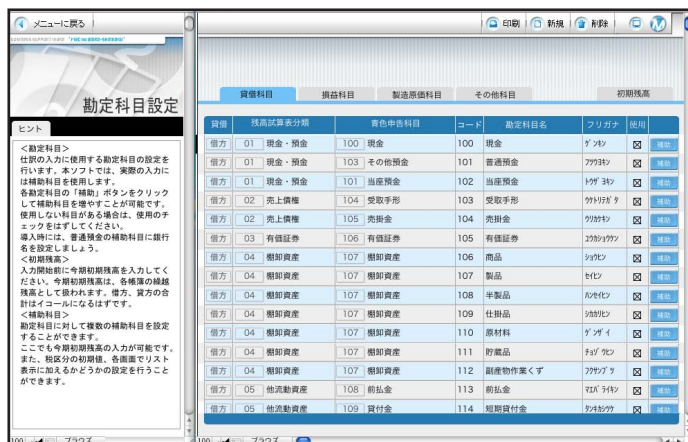 メニューに戻る
印刷 新規 削除
勘定科目設定
ヒント
＜勘定科目＞
仕訳の入力に使用する勘定科目の設定を
行います。本ソフトでは、実際の入力に
は補助科目を使用します。
各勘定科目の「補助」ボタンをクリック
して補助科目を増やすことが可能です。
使用しない科目がある場合は、使用のチ
ェックをはずしてください。
導入時には、普通預金の補助科目に銀行
名を設定しましょう。
＜初期残高＞
入力開始前に今期初期残高を入力してく
ださい。今期初期残高は、各帳簿の繰越
残高として扱われます。借方、貸方の合
計はイコールになるはずです。
＜補助科目＞
勘定科目に対して複数の補助科目を設定
することができます。
ここでも今期初期残高の入力が可能です。
また、税区分の初期値、各画面でリスト
表示に加えるかどうかの設定を行うこと
ができます。
貸借科目 損益科目 製造原価科目 その他科目 初期残高
貸借 残高試算表分類 青色申告科目 コード 勘定科目名 フリガナ 使用
借方 01 現金・預金 100 現金 100 現金 ｹﾞﾝｷﾝ 補助
借方 01 現金・預金 103 その他預金 101 普通預金 ﾌﾂｳﾖｷﾝ 補助
借方 01 現金・預金 101 当座預金 102 当座預金 ﾄｳｻﾞﾖｷﾝ 補助
借方 02 売上債権 104 受取手形 103 受取手形 ｳｹﾄﾘﾃｶﾞﾀ 補助
借方 02 売上債権 105 売掛金 104 売掛金 ｳﾘｶｹｷﾝ 補助
借方 03 有価証券 106 有価証券 105 有価証券 ﾕｳｶｼｮｳｹﾝ 補助
借方 04 棚卸資産 107 棚卸資産 106 商品 ｼｮｳﾋﾝ 補助
借方 04 棚卸資産 107 棚卸資産 107 製品 ｾｲﾋﾝ 補助
借方 04 棚卸資産 107 棚卸資産 108 半製品 ﾊﾝｾｲﾋﾝ 補助
借方 04 棚卸資産 107 棚卸資産 109 仕掛品 ｼｶｶﾘﾋﾝ 補助
借方 04 棚卸資産 107 棚卸資産 110 原材料 ｹﾞﾝｻﾞｲ 補助
借方 04 棚卸資産 107 棚卸資産 111 貯蔵品 ﾁｮｿﾞｳﾋﾝ 補助
借方 04 棚卸資産 107 棚卸資産 112 副産物作業くず ﾌｸｻﾝﾌﾞﾂ 補助
借方 05 他流動資産 108 前払金 113 前払金 ﾏｴﾊﾞﾗｲｷﾝ 補助
借方 05 他流動資産 109 貸付金 114 短期貸付金 ﾀﾝｷｶｼﾂｹ 補助
100 ブラウズ 100 ブラウズ